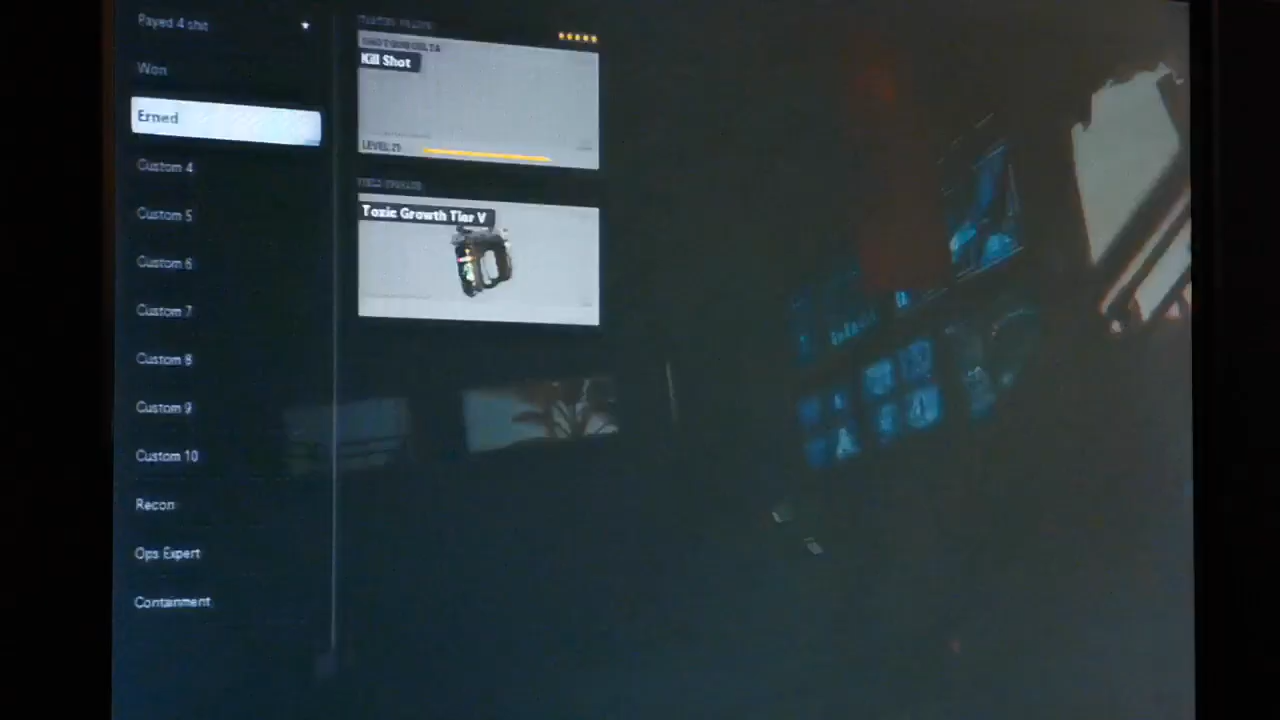 Payed 4 shit
Won
Erned
Custom 4
Custom 5
Custom 6
Custom 7
Custom 8
Custom 9
Custom 10
Recon
Ops Expert
Containment
Kill Shot
LEVEL
Toxic Growth Tier V